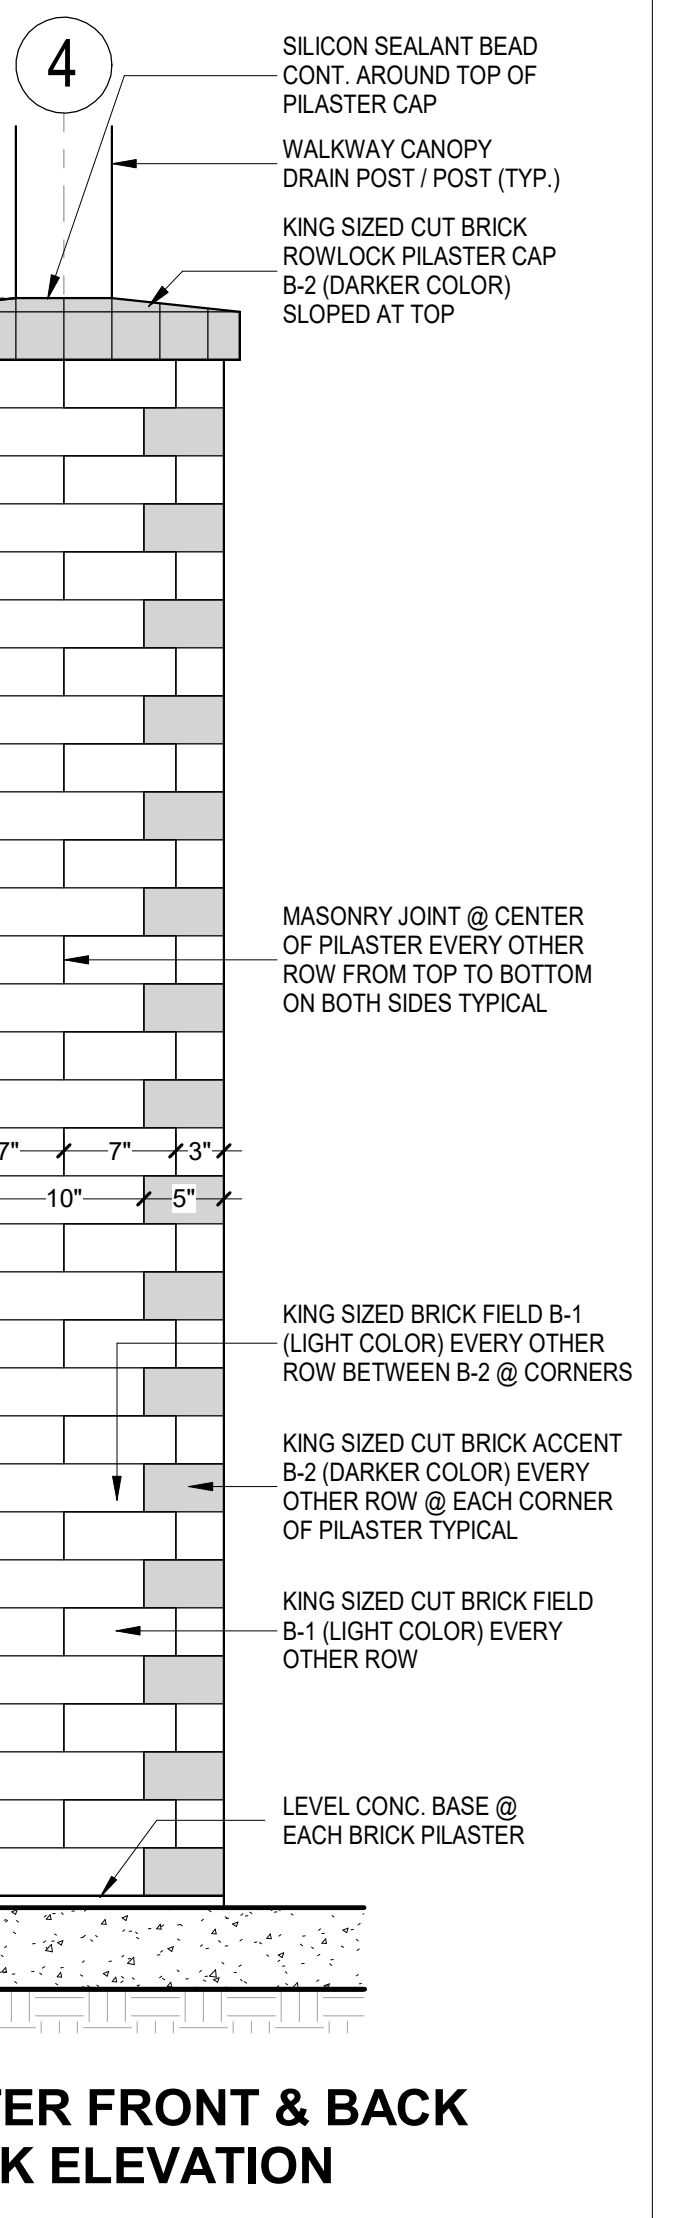 4
SILICON SEALANT BEAD
CONT. AROUND TOP OF
PILASTER CAP
WALKWAY CANOPY
DRAIN POST / POST (TYP.)
KING SIZED CUT BRICK
ROWLOCK PILASTER CAP
B-2 (DARKER COLOR)
SLOPED AT TOP
MASONRY JOINT @ CENTER
OF PILASTER EVERY OTHER
ROW FROM TOP TO BOTTOM
ON BOTH SIDES TYPICAL
7" 7" 3"
10" 5"
KING SIZED BRICK FIELD B-1
(LIGHT COLOR) EVERY OTHER
ROW BETWEEN B-2 @ CORNERS
KING SIZED CUT BRICK ACCENT
B-2 (DARKER COLOR) EVERY
OTHER ROW @ EACH CORNER
OF PILASTER TYPICAL
KING SIZED CUT BRICK FIELD
B-1 (LIGHT COLOR) EVERY
OTHER ROW
LEVEL CONC. BASE @
EACH BRICK PILASTER
TER FRONT & BACK
K ELEVATION